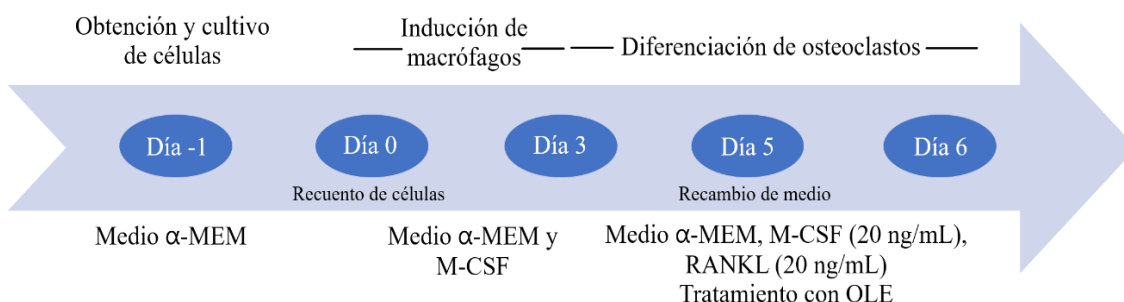 Obtención y cultivo
de células
Inducción de
macrófagos
Diferenciación de osteoclastos
Día -1
Día 0
Día 3
Día 5
Día 6
Recuento de células
Recambio de medio
Medio α-MEM
Medio α-MEM y
M-CSF
Medio α-MEM, M-CSF (20 ng/mL),
RANKL (20 ng/mL)
Tratamiento con OLE